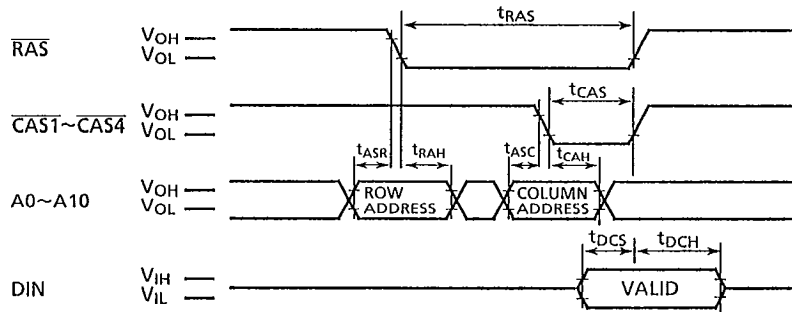 tRAS
RAS VOH
VOL
tCAS
CAS1~CAS4 VOH
VOL
tASR tRAH tASC tCAH
A0~A10 VOH
VOL
ROW ADDRESS
COLUMN ADDRESS
tDCS tDCH
DIN VIH
VIL
VALID